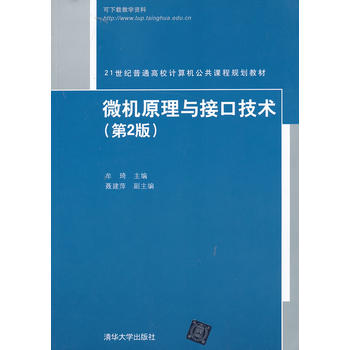 可下载教学资料
http://www.tup.tsinghua.edu.cn
21世纪普通高校计算机公共课程规划教材
微机原理与接口技术
(第2版)
牟琦 主编
聂建萍 副主编
清华大学出版社